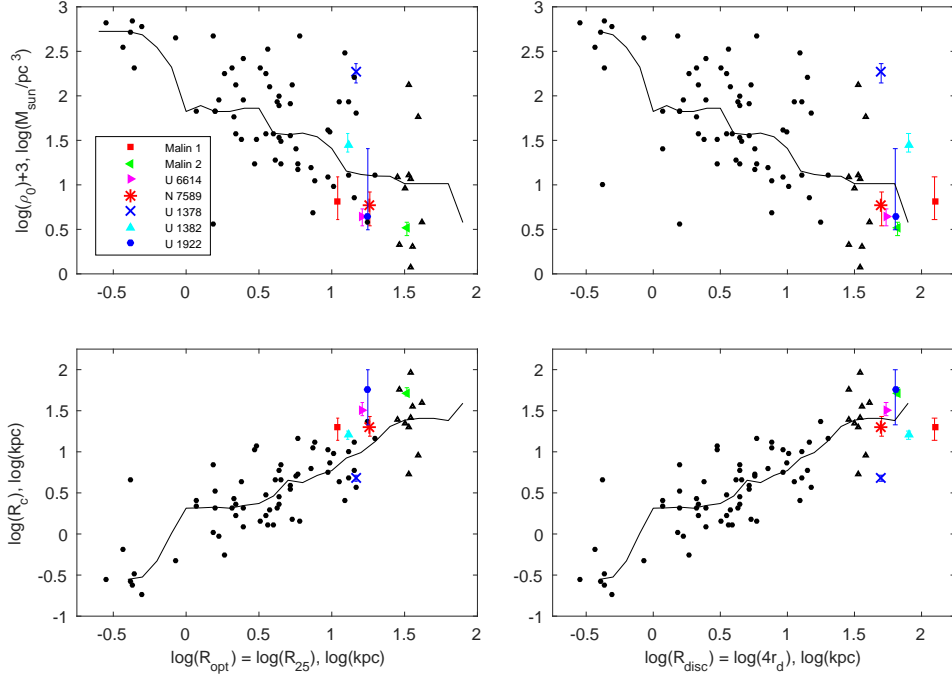 3
2.5
2
1.5
1
0.5
0
log(ρ0)+3, log(Msun/pc 3)
Malin 1
Malin 2
U 6614
N 7589
U 1378
U 1382
U 1922
-0.5 0 0.5 1 1.5 2
3
2.5
2
1.5
1
0.5
0
-0.5 0 0.5 1 1.5 2
2
1.5
1
0.5
0
-0.5
-1
log(Rc), log(kpc)
-0.5 0 0.5 1 1.5 2
log(Ropt) = log(R25), log(kpc)
2
1.5
1
0.5
0
-0.5
-1
-0.5 0 0.5 1 1.5 2
log(Rdisc) = log(4rd), log(kpc)